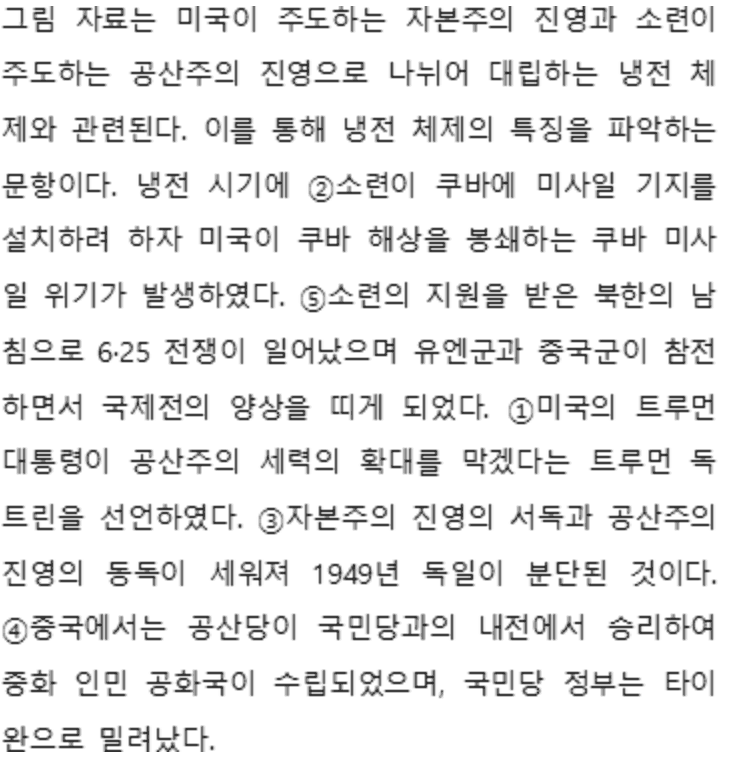 그림 자료는 미국이 주도하는 자본주의 진영과 소련이
주도하는 공산주의 진영으로 나뉘어 대립하는 냉전 체
제와 관련된다. 이를 통해 냉전 체제의 특징을 파악하는
문항이다. 냉전 시기에 ②소련이 쿠바에 미사일 기지를
설치하려 하자 미국이 쿠바 해상을 봉쇄하는 쿠바 미사
일 위기가 발생하였다. ⑤소련의 지원을 받은 북한의 남
침으로 6·25 전쟁이 일어났으며 유엔군과 중국군이 참전
하면서 국제전의 양상을 띠게 되었다. ①미국의 트루먼
대통령이 공산주의 세력의 확대를 막겠다는 트루먼 독
트린을 선언하였다. ③자본주의 진영의 서독과 공산주의
진영의 동독이 세워져 1949년 독일이 분단된 것이다.
④중국에서는 공산당이 국민당과의 내전에서 승리하여
중화 인민 공화국이 수립되었으며, 국민당 정부는 타이
완으로 밀려났다.